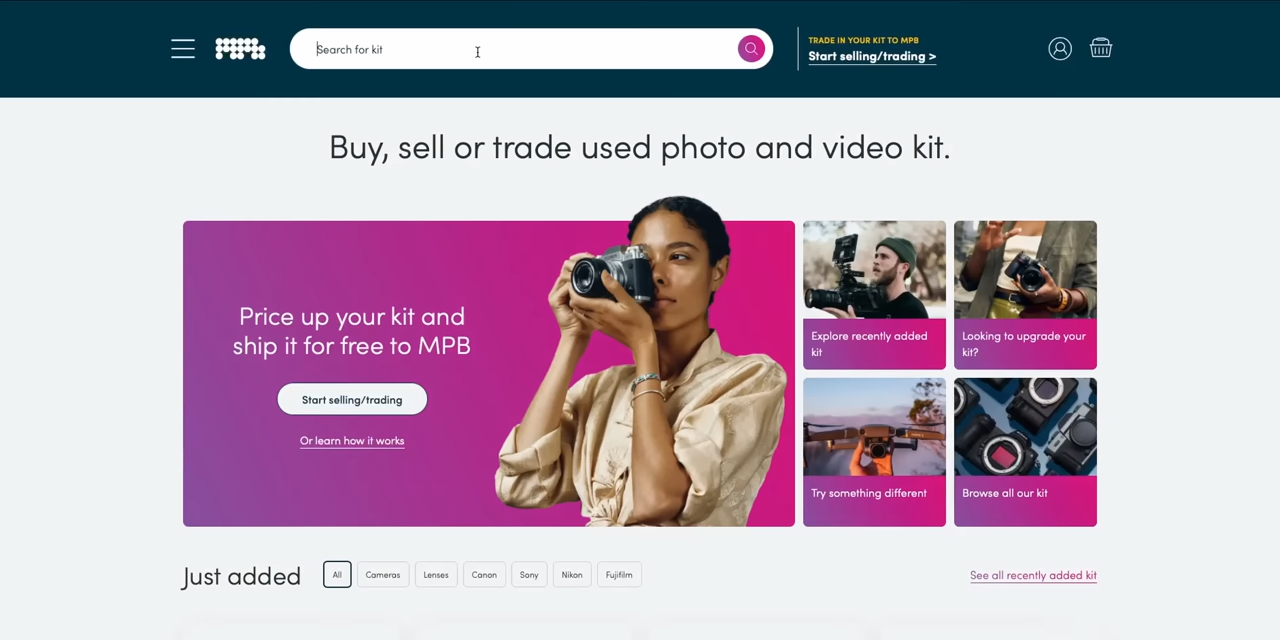 mpb
Search for kit
TRADE IN YOUR KIT TO MPB
Start selling/trading >
Buy, sell or trade used photo and video kit.
Price up your kit and
ship it for free to MPB
Start selling/trading
Or learn how it works
Explore recently added
kit
Looking to upgrade your
kit?
Try something different
Browse all our kit
Just added
All
Cameras
Lenses
Canon
Sony
Nikon
Fujifilm
See all recently added kit